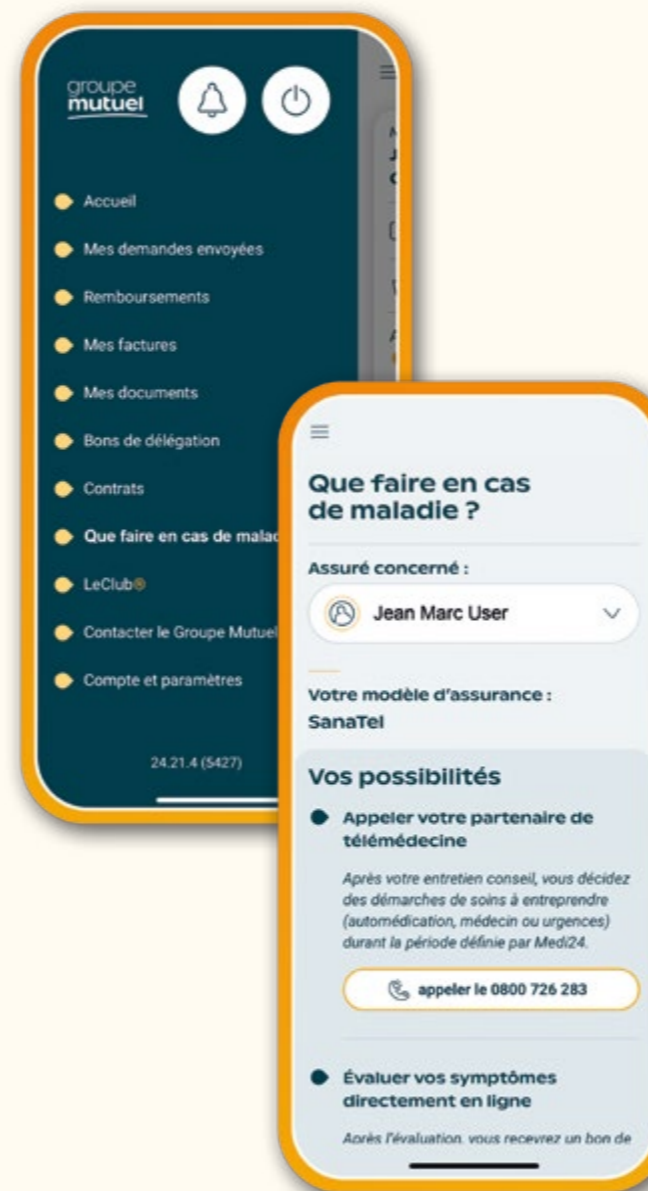 groupe
mutuel
Accueil
Mes demandes envoyées
Remboursements
Mes factures
Mes documents
Bons de délégation
Contrats
Que faire en cas de
LeClub®
Contacter le Groupe Mutuel
Compte et paramètres
24.21.4 (5427)
Que faire en cas
de maladie ?
Assuré concerné :
Jean Marc User
Votre modèle d'assurance :
SanaTel
Vos possibilités
Appeler votre partenaire de
télémédecine
Après votre entretien conseil, vous décidez
des démarches de soins à entreprendre
(automédication, médecin ou urgences)
durant la période définie par Medi24.
appeler le 0800 726 283
Évaluer vos symptômes
directement en ligne
Après l'évaluation, vous recevrez un bon de